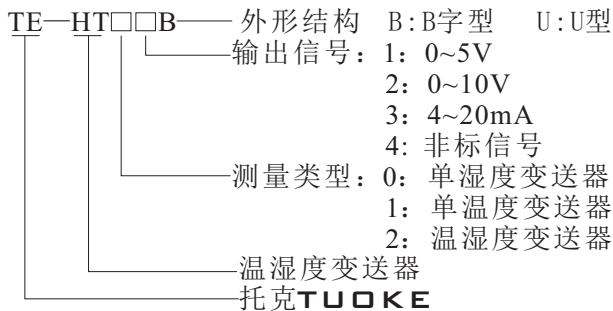 TE—HT□□B 外形结构 B:B字型 U:U型
输出信号：1：0~5V
2：0~10V
3：4~20mA
4：非标信号
测量类型：0：单湿度变送器
1：单温度变送器
2：温湿度变送器
温湿度变送器
托克TUOKE